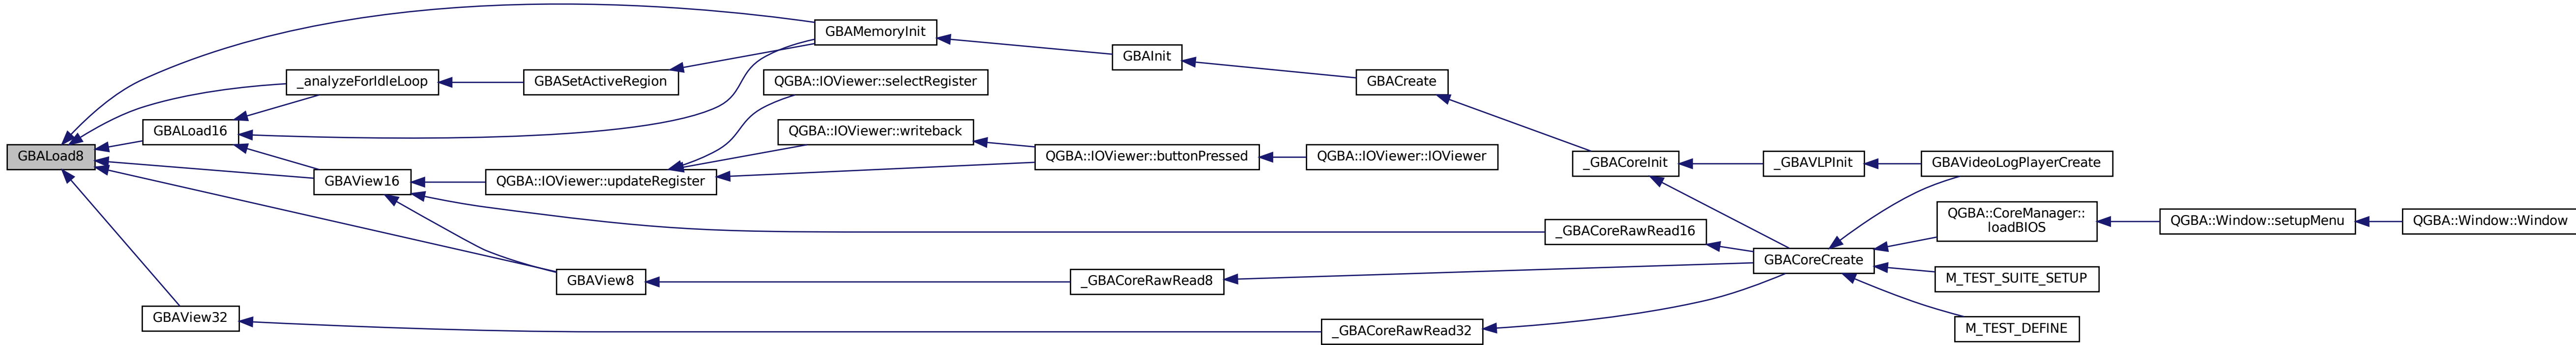 GBALoad8
GBAMemoryInit
GBAInit
GBACreate
_analyzeForIdleLoop
GBASetActiveRegion
QGBA::IOViewer::selectRegister
GBALoad16
QGBA::IOViewer::writeback
QGBA::IOViewer::buttonPressed
QGBA::IOViewer::IOViewer
_GBACoreInit
_GBAVLPInit
GBAVideoLogPlayerCreate
GBAView16
QGBA::IOViewer::updateRegister
_GBACoreRawRead16
QGBA::CoreManager::
loadBIOS
QGBA::Window::setupMenu
QGBA::Window::Window
GBACoreCreate
GBAView8
_GBACoreRawRead8
M_TEST_SUITE_SETUP
GBAView32
_GBACoreRawRead32
M_TEST_DEFINE